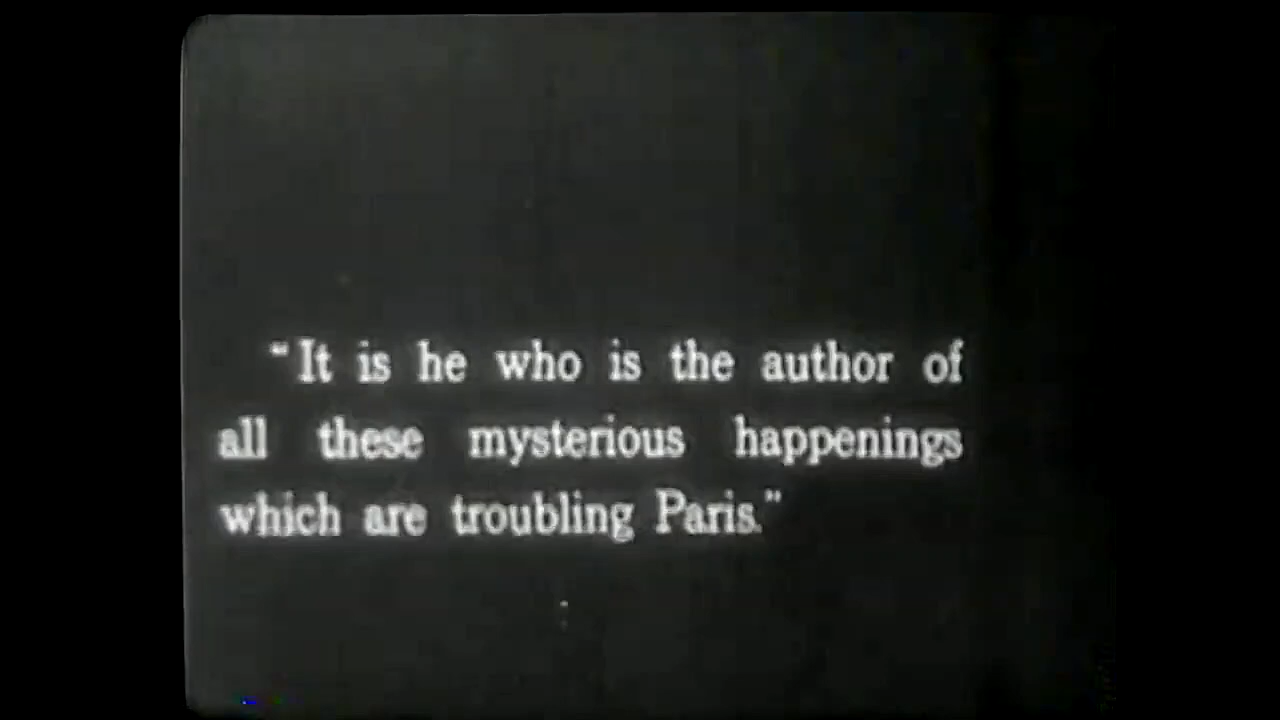 “It is he who is the author of
all these mysterious happenings
which are troubling Paris.”